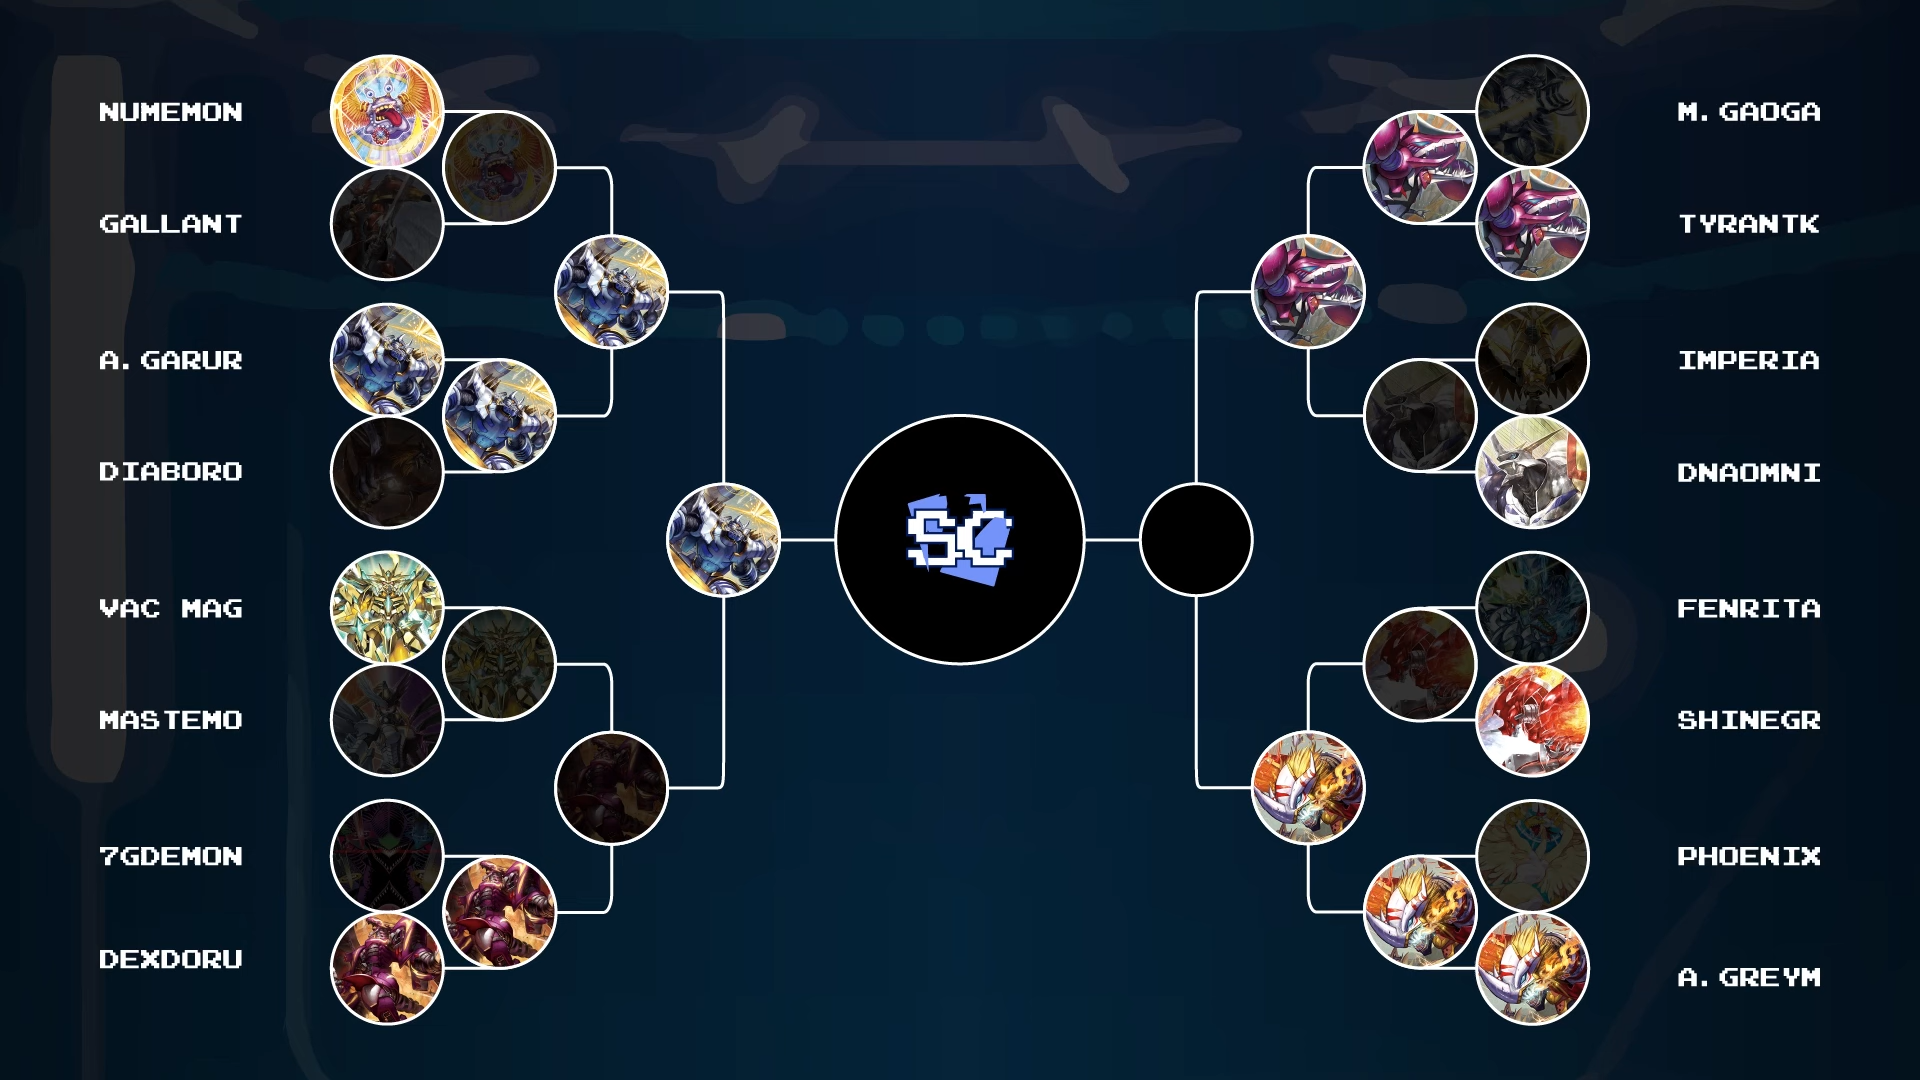 NUMEMON
GALLANT
A. GARUR
DIABORO
VAC MAG
MASTEMO
7GDEMON
DEXDORU
SC
M. GAOGA
TYRANTK
IMPERIA
DNAOMNI
FENRITA
SHINEGR
PHOENIX
A. GREYM